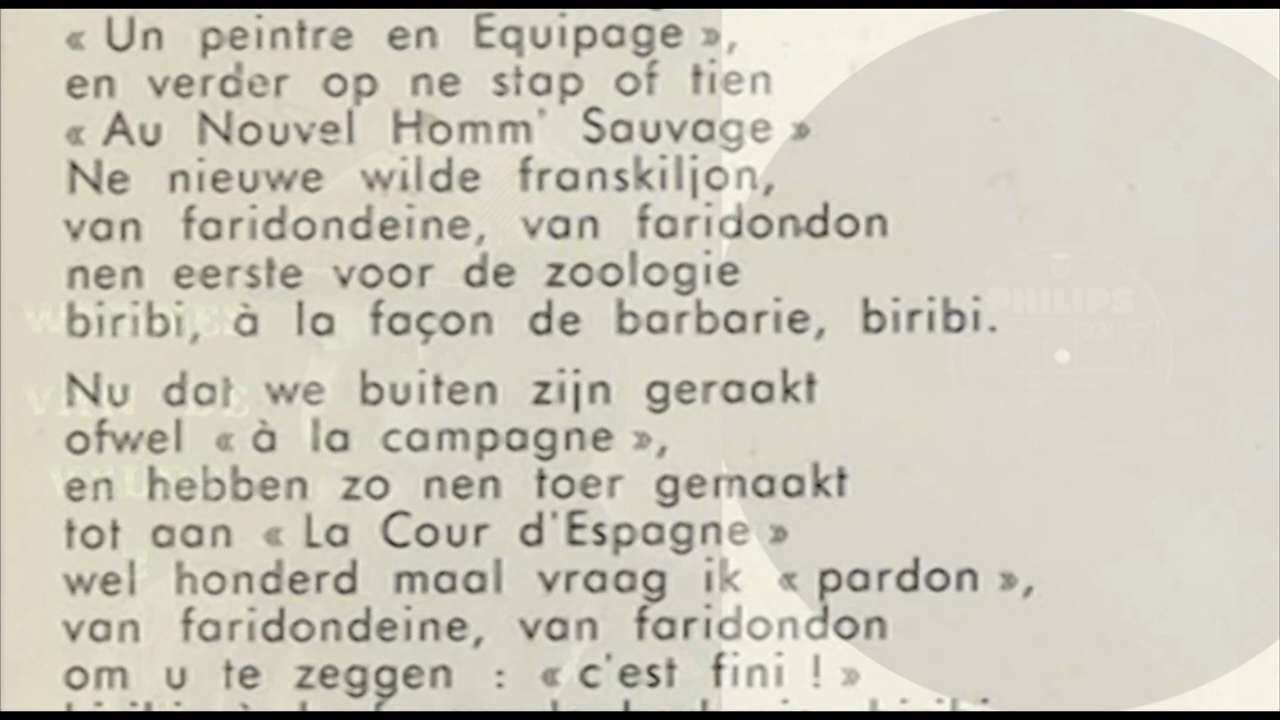 « Un peintre en Equipage »,
en verder op ne stap of tien
« Au Nouvel Homm' Sauvage »
Ne nieuwe wilde franskiljon,
van faridondeine, van faridondon
nen eerste voor de zoologie
biribi, à la façon de barbarie, biribi.
Nu dat we buiten zijn geraakt
ofwel « à la campagne »,
en hebben zo nen toer gemaakt
tot aan « La Cour d'Espagne »
wel honderd maal vraag ik « pardon »,
van faridondeine, van faridondon
om u te zeggen : « c'est fini ! »
PHILIPS